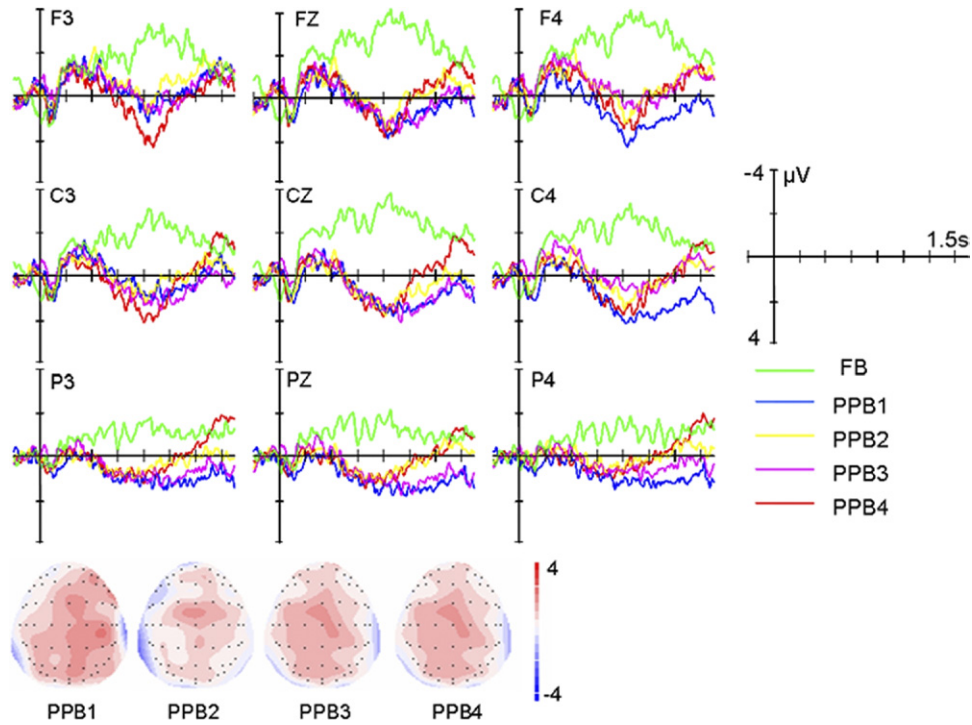 F3 FZ F4
C3 CZ C4
-4 µV
1.5s
4
P3 PZ P4
FB
PPB1
PPB2
PPB3
PPB4
4
-4
PPB1 PPB2 PPB3 PPB4